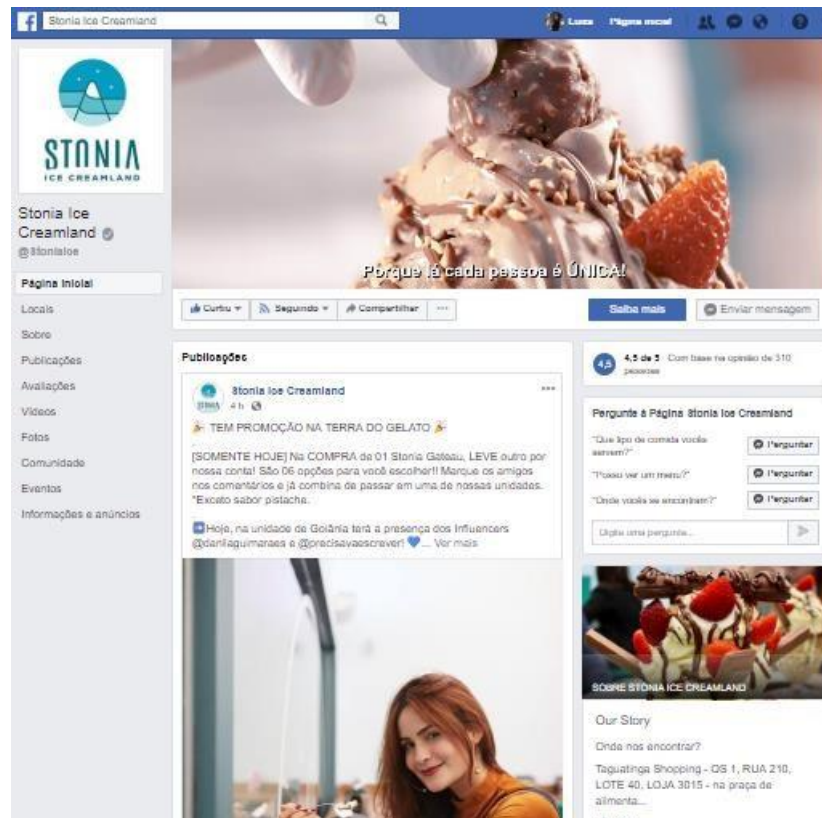 Stonia Ice Creamland
Luiza Página inicial
STONIA
ICE CREAMLAND
Stonia Ice
Creamland
@StoniaIce
Página Inicial
Locais
Sobre
Publicações
Avaliações
Vídeos
Fotos
Comunidade
Eventos
Informações e anúncios
Porque lá cada pessoa é ÚNICA!
Curtiu Seguindo Compartilhar ...
Saiba mais Enviar mensagem
Publicações
Stonia Ice Creamland
4 h
TEM PROMOÇÃO NA TERRA DO GELATO
.
[SOMENTE HOJE] Na COMPRA de 01 Stonia Gateau, LEVE outro por
nossa conta! São 06 opções para você escolher!! Marque os amigos
nos comentários e já combina de passar em uma de nossas unidades.
*Exceto sabor pistache.
Hoje, na unidade de Goiânia terá a presença dos Influencers
@danilaguimaraes e @precisavaescrever! ... Ver mais
4,5 4,5 de 5 Com base na opinião de 310
pessoas
Pergunte à Página Stonia Ice Creamland
"Que tipo de comida vocês
servem?"
Perguntar
"Posso ver um menu?"
Perguntar
"Onde vocês se encontram?"
Perguntar
Digite uma pergunta...
SOBRE STONIA ICE CREAMLAND
Our Story
Onde nos encontrar?
Taguatinga Shopping - QS 1, RUA 210,
LOTE 40, LOJA 3015 - na praça de
alimenta...